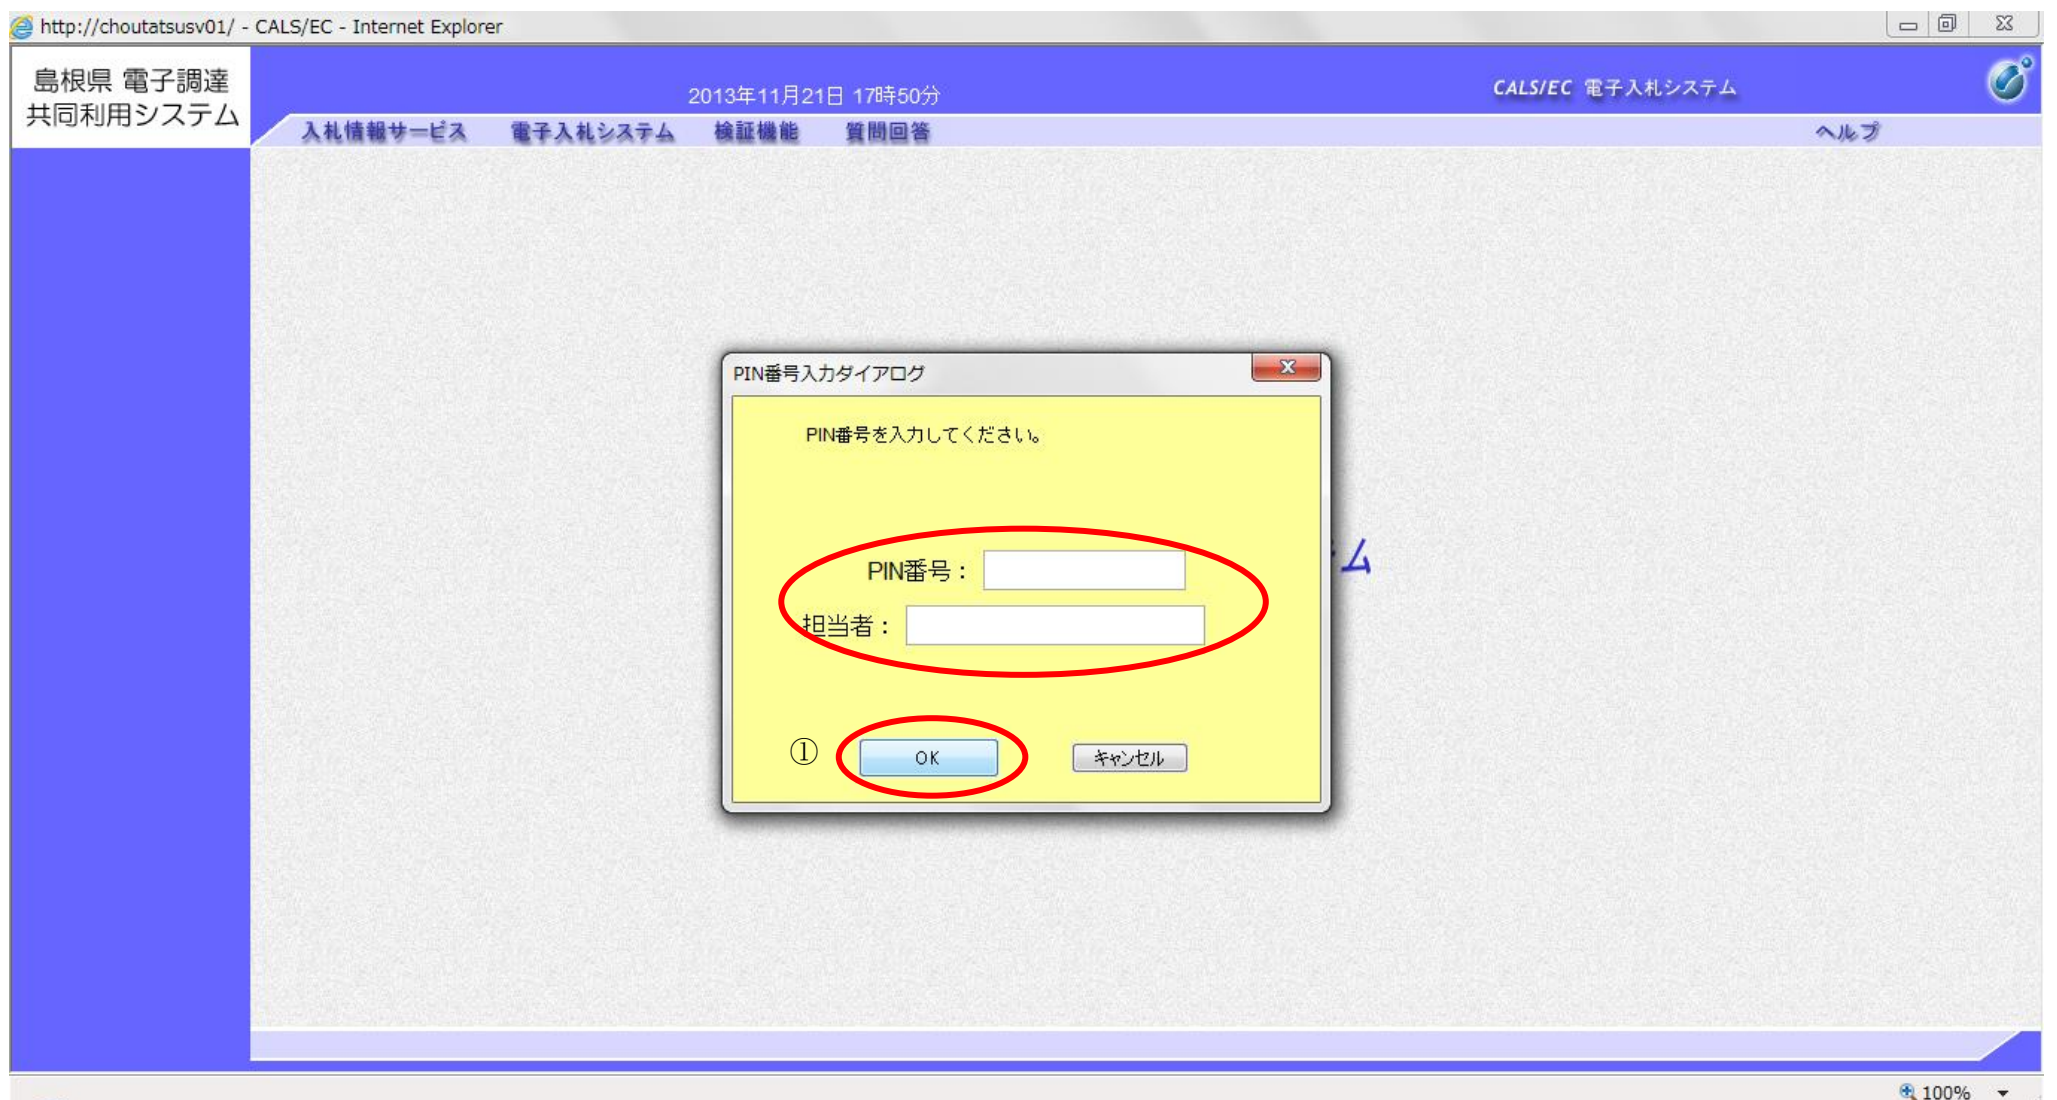 http://choutatsusv01/ - CALS/EC - Internet Explorer
島根県 電子調達
共同利用システム
2013年11月21日 17時50分
CALS/EC 電子入札システム
入札情報サービス 電子入札システム 検証機能 質問回答 ヘルプ
PIN番号入力ダイアログ
PIN番号を入力してください。
ム
PIN番号：
担当者：
① OK キャンセル
100%